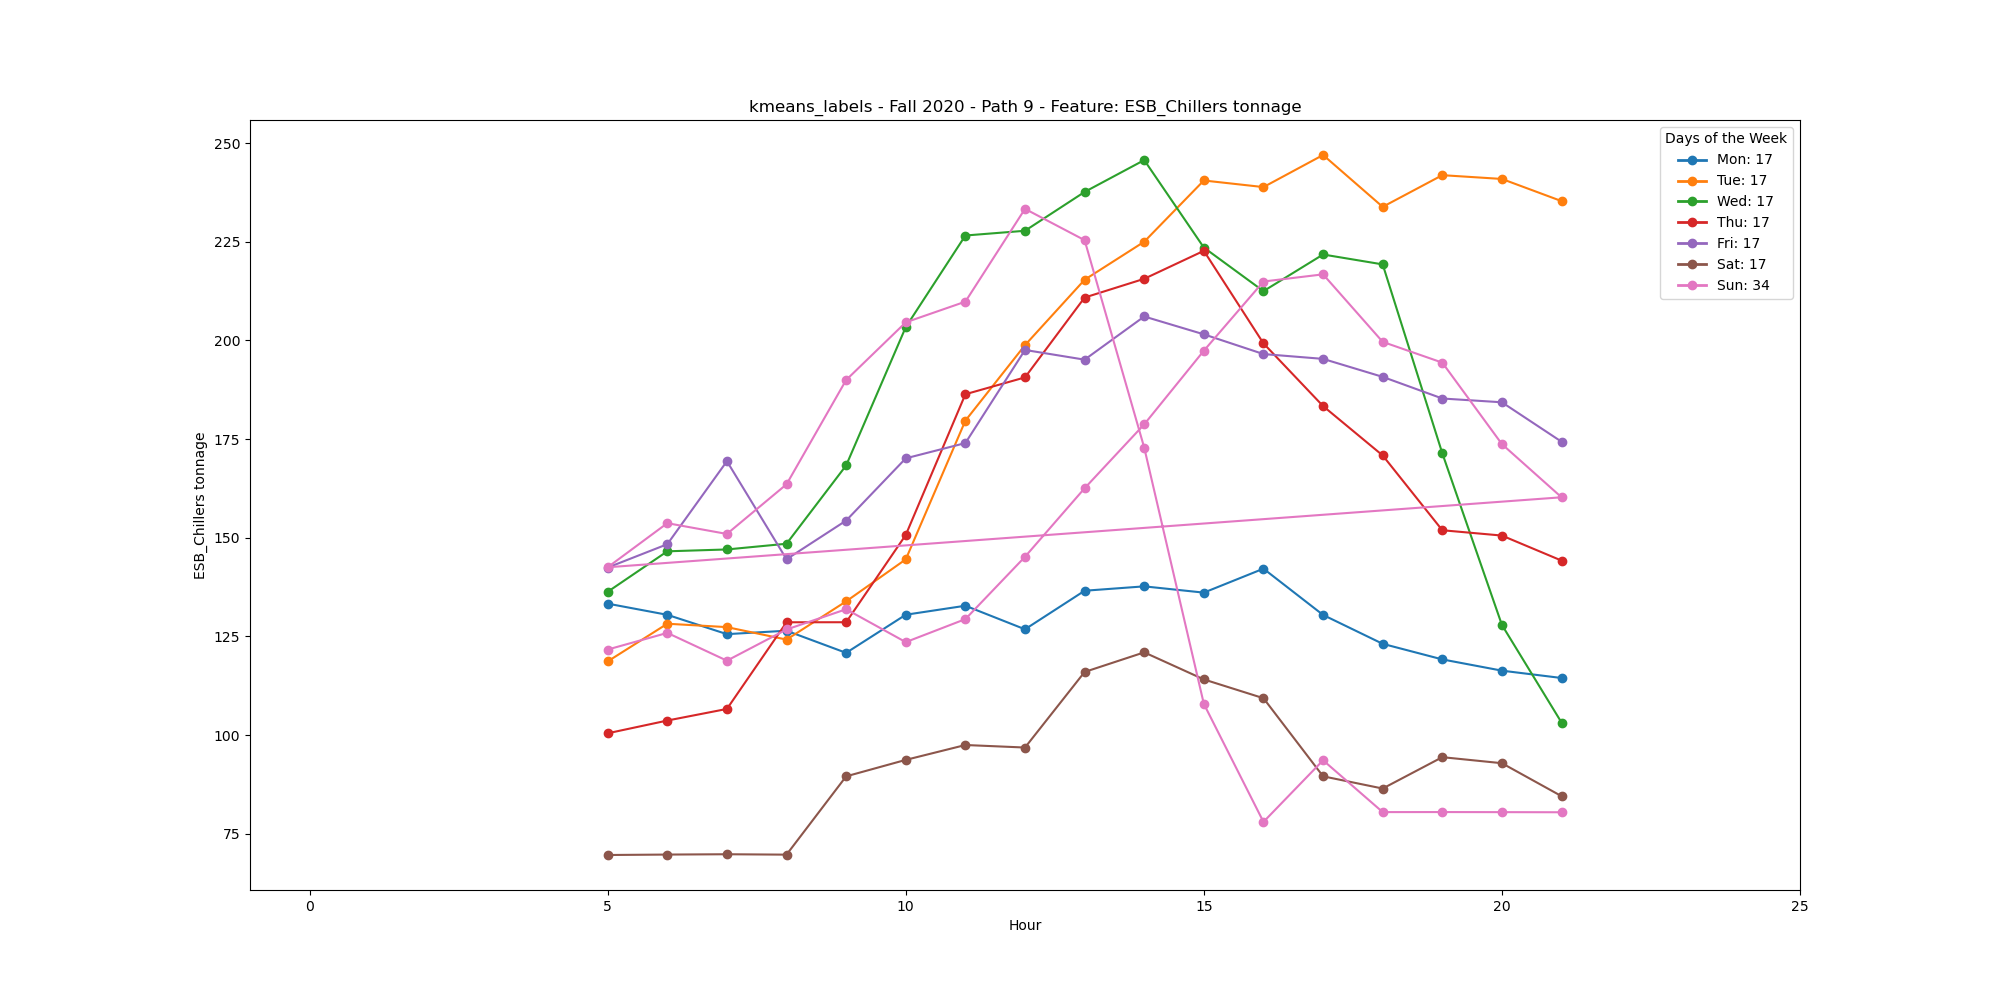 kmeans_labels - Fall 2020 - Path 9 - Feature: ESB_Chillers tonnage
Days of the Week
Mon: 17
Tue: 17
Wed: 17
Thu: 17
Fri: 17
Sat: 17
Sun: 34
ESB_Chillers tonnage
250
225
200
175
150
125
100
75
0 5 10 15 20 25
Hour